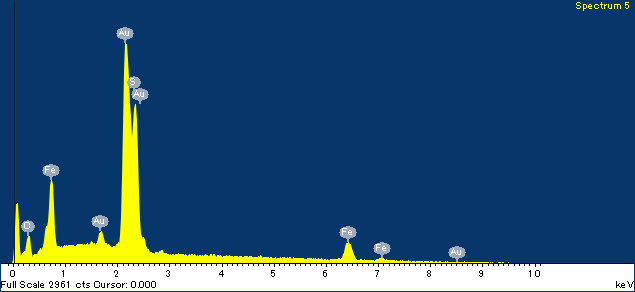 Spectrum 5
Au
S
Au
Fe
Au
Fe
Fe
Au
0 1 2 3 4 5 6 7 8 9 10
Full Scale 2961 cts Cursor: 0.000 keV